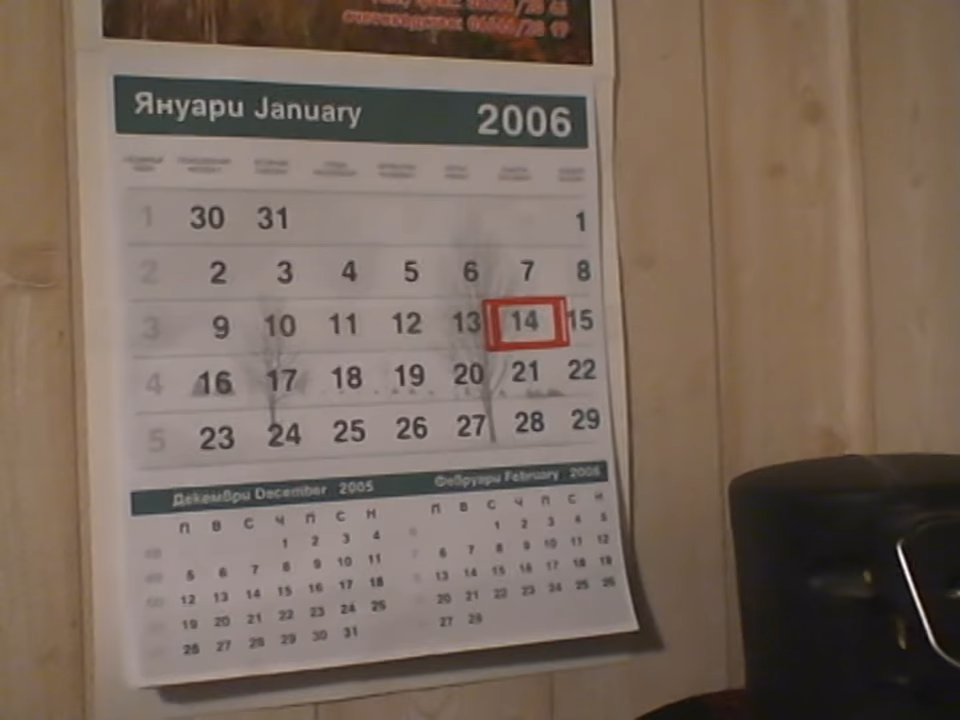 Януари January 2006
1 30 31 1
2 2 3 4 5 6 7 8
3 9 10 11 12 13 14 15
4 16 17 18 19 20 21 22
5 23 24 25 26 27 28 29
Декември December 2005
П В С Ч П С Н
1 2 3 4
5 6 7 8 9 10 11
12 13 14 15 16 17 18
19 20 21 22 23 24 25
26 27 28 29 30 31
Февруари February 2006
П В С Ч П С Н
1 2 3 4 5
6 7 8 9 10 11 12
13 14 15 16 17 18 19
20 21 22 23 24 25 26
27 28